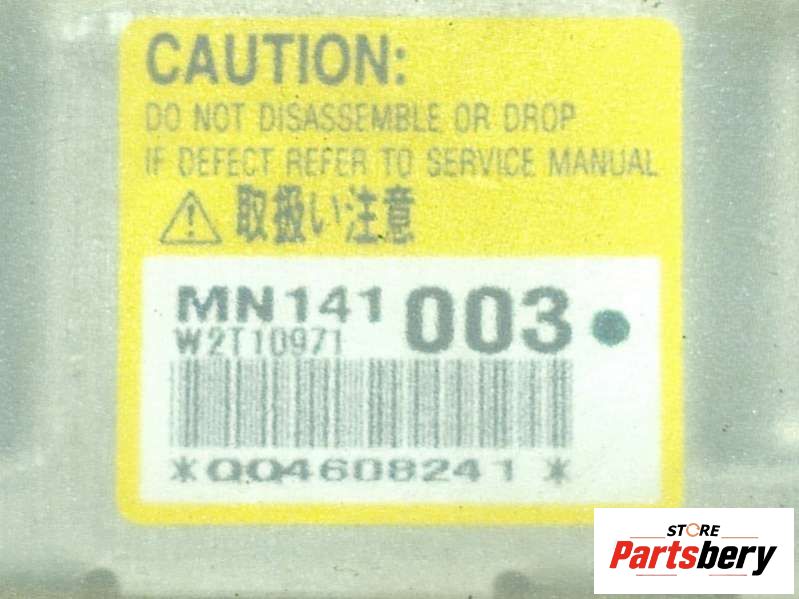 CAUTION:
DO NOT DISASSEMBLE OR DROP
IF DEFECT REFER TO SERVICE MANUAL
取扱い注意
MN141 003
W2T10971
*QQ4608241*
STORE
Partsbery